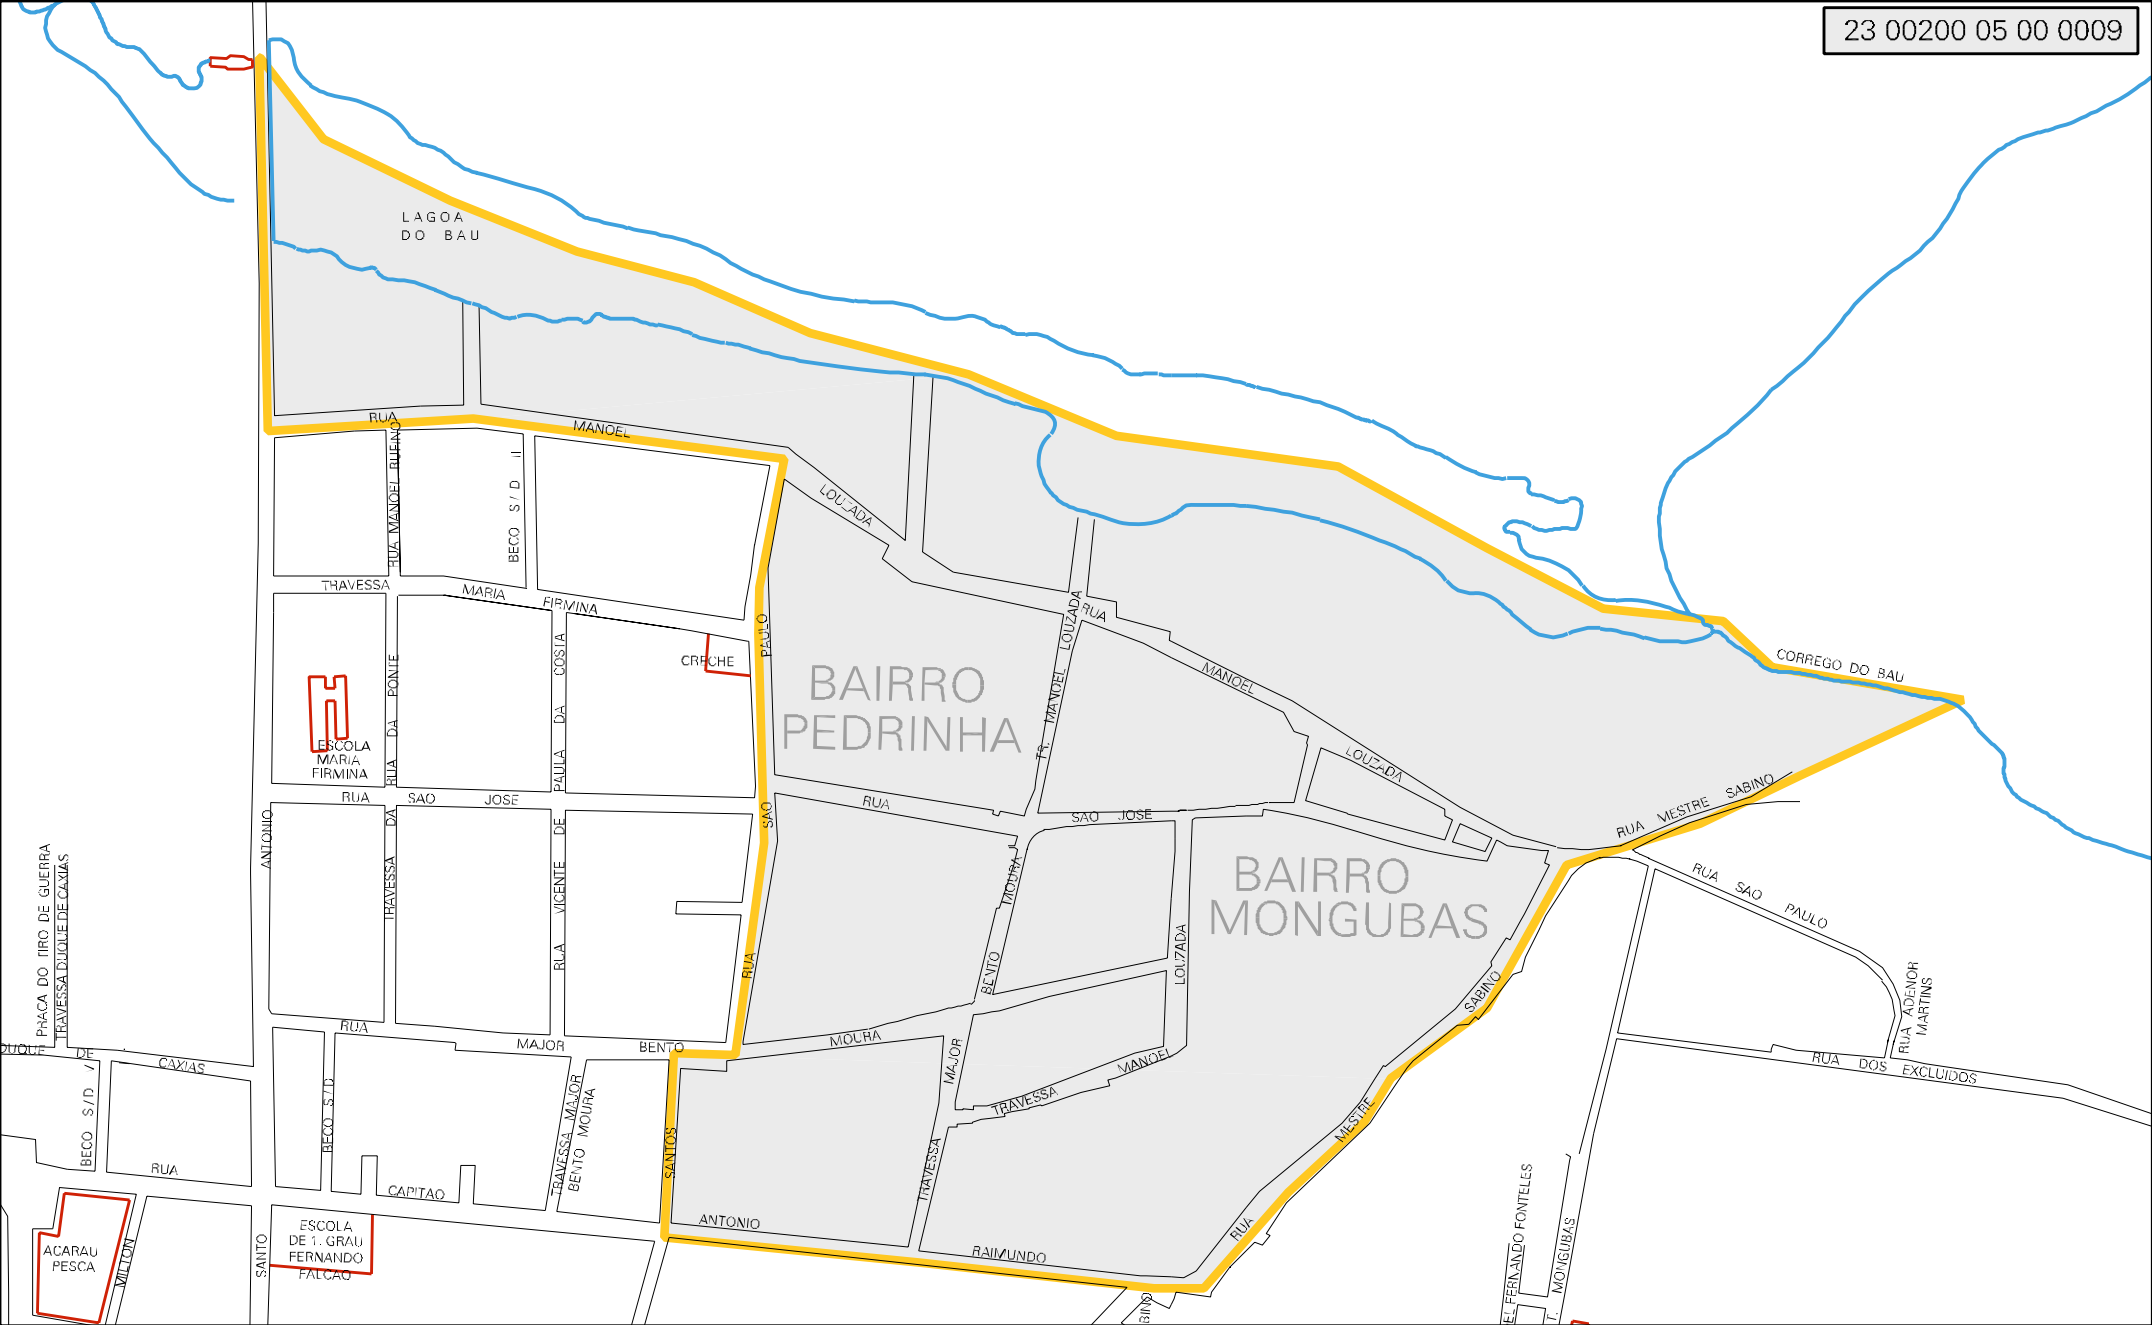 23 00200 05 00 0009
LAGOA
DO BAU
RUA
MANOEL
LOUZADA
RUA MANOEL RUFINO
BECO S/D II
TRAVESSA
MARIA
FIRMINA
PAULO
CRECHE
TR. MANOEL LOUZADA
RUA
MANOEL
LOUZADA
CORREGO DO BAU
BAIRRO
PEDRINHA
ESCOLA
MARIA
FIRMINA
TRAVESSA DA RUA DA PONTE
RUA VICENTE DE PAULA DA COSTA
RUA SAO JOSE
RUA
SAO JOSE
SAO
RUA
ANTONIO
RUA MESTRE SABINO
RUA SAO PAULO
BAIRRO
MONGUBAS
PRACA DO TIRO DE GUERRA
TRAVESSA DUQUE DE CAXIAS
BENTO MOURA
LOUZADA
SABINO
RUA ADENOR
MARTINS
RUA
MAJOR
BENTO
MOURA
DUQUE DE
CAXIAS
BECO S/D I
BECO S/D
TRAVESSA MAJOR
BENTO MOURA
SANTOS
MAJOR
TRAVESSA
MANOEL
TRAVESSA
MESTRE
RUA
RUA DOS EXCLUIDOS
RUA
CAPITAO
ANTONIO
RAIMUNDO
ACARAU
PESCA
MILTON
SANTO
ESCOLA
DE 1. GRAU
FERNANDO
FALCAO
BINO
EL FERNANDO FONTELES
T. MONGUBAS